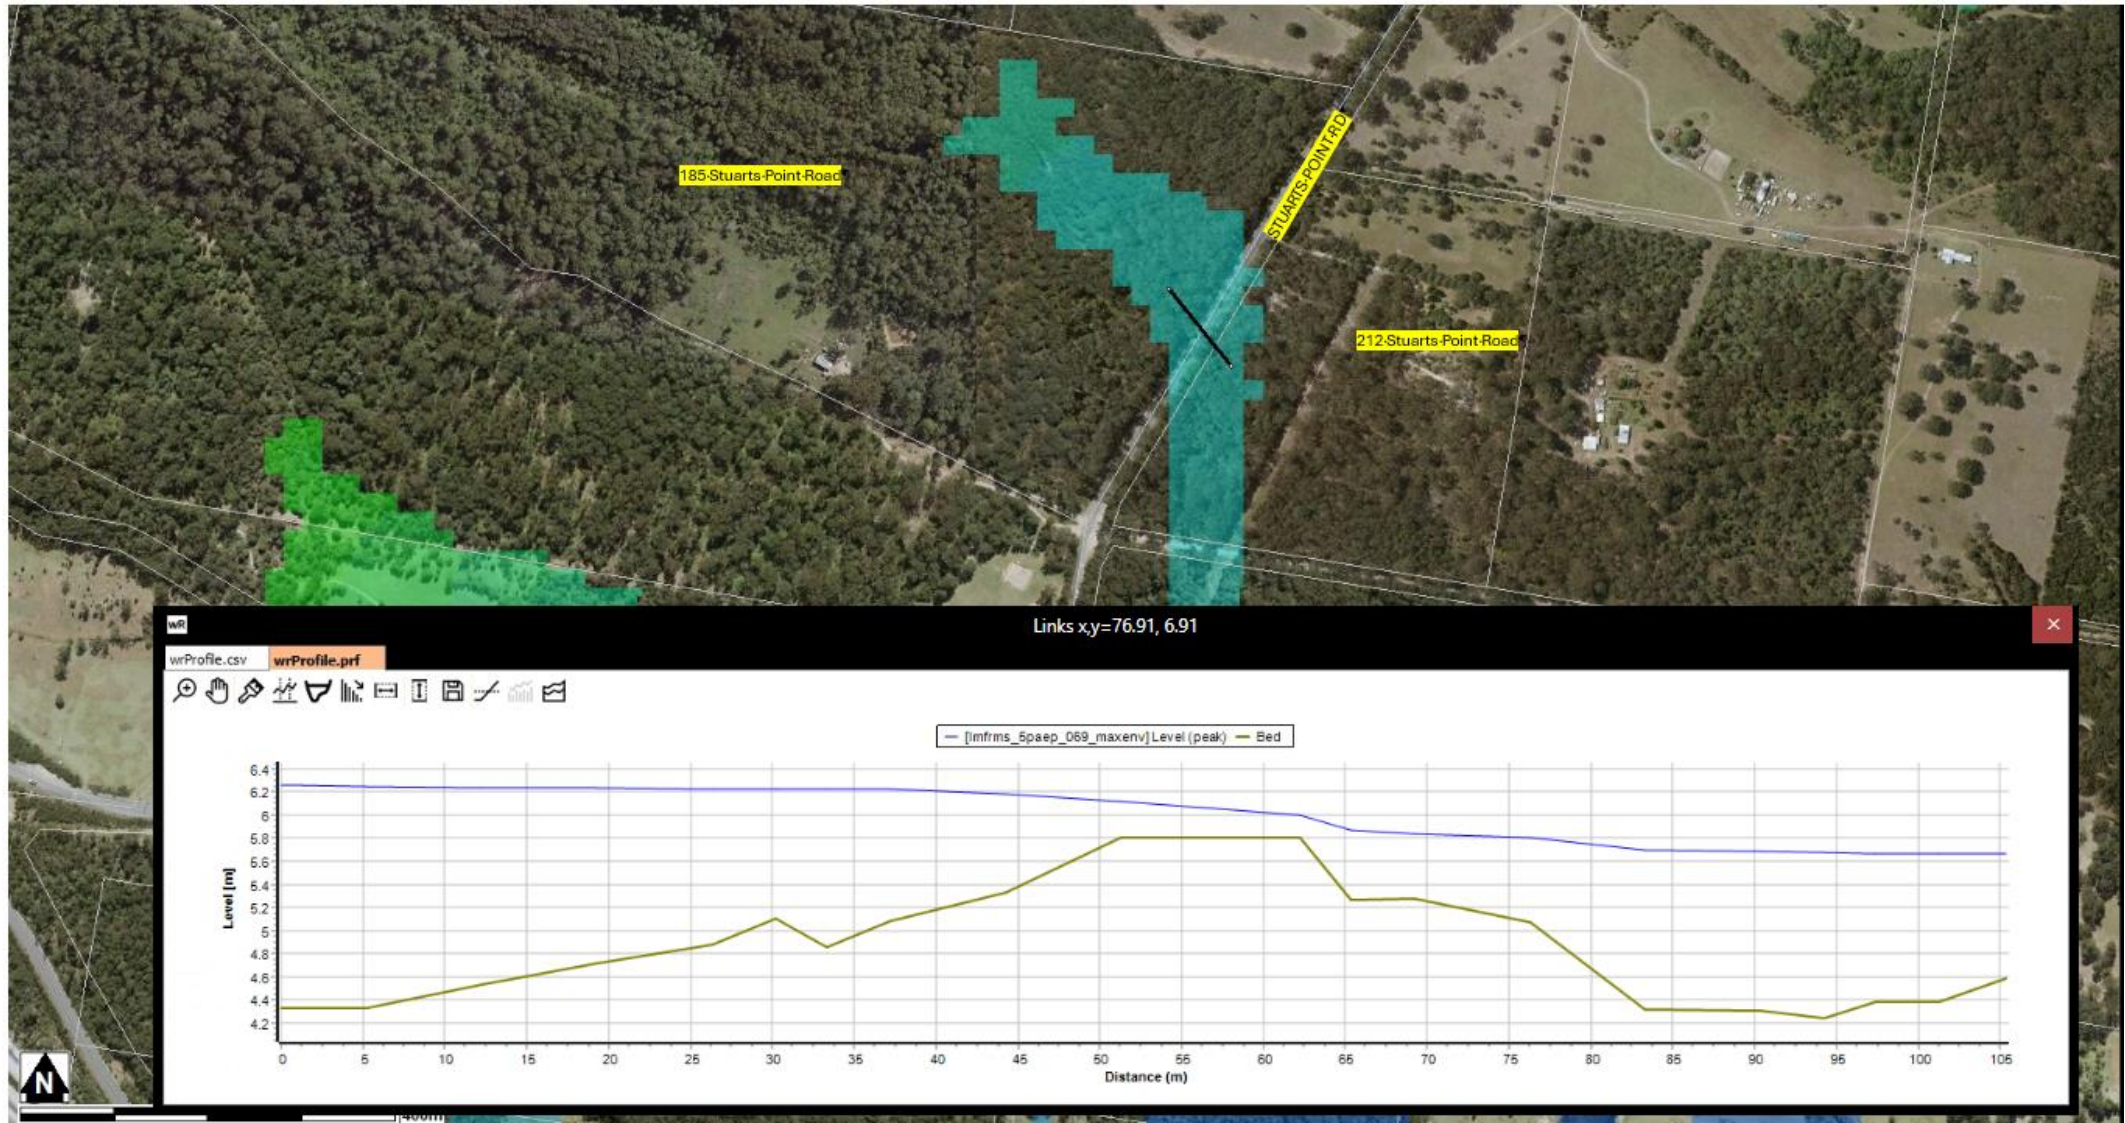 STUARTS-POINT-RD
185-Stuarts-Point-Road
212-Stuarts-Point-Road
wR
Links x,y=76.91, 6.91
wrProfile.csv
wrProfile.prf
[lmfrms_5paep_069_maxenv] Level (peak)
Bed
6.4
6.2
6
5.8
5.6
5.4
5.2
5
4.8
4.6
4.4
4.2
Level [m]
0 5 10 15 20 25 30 35 40 45 50 55 60 65 70 75 80 85 90 95 100 105
Distance (m)
N
400m